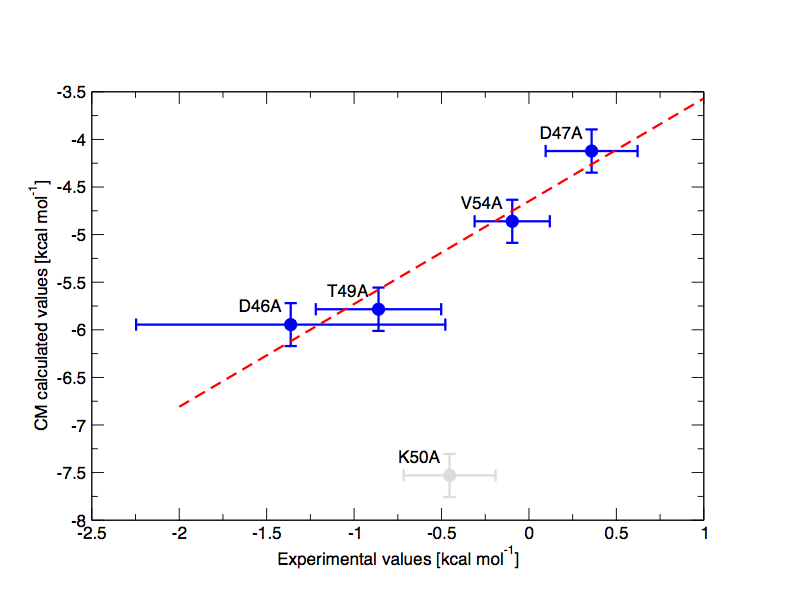 -3.5
-4
-4.5
-5
-5.5
-6
-6.5
-7
-7.5
-8
CM calculated values [kcal mol⁻¹]
D47A
V54A
T49A
D46A
K50A
-2.5 -2 -1.5 -1 -0.5 0 0.5 1
Experimental values [kcal mol⁻¹]